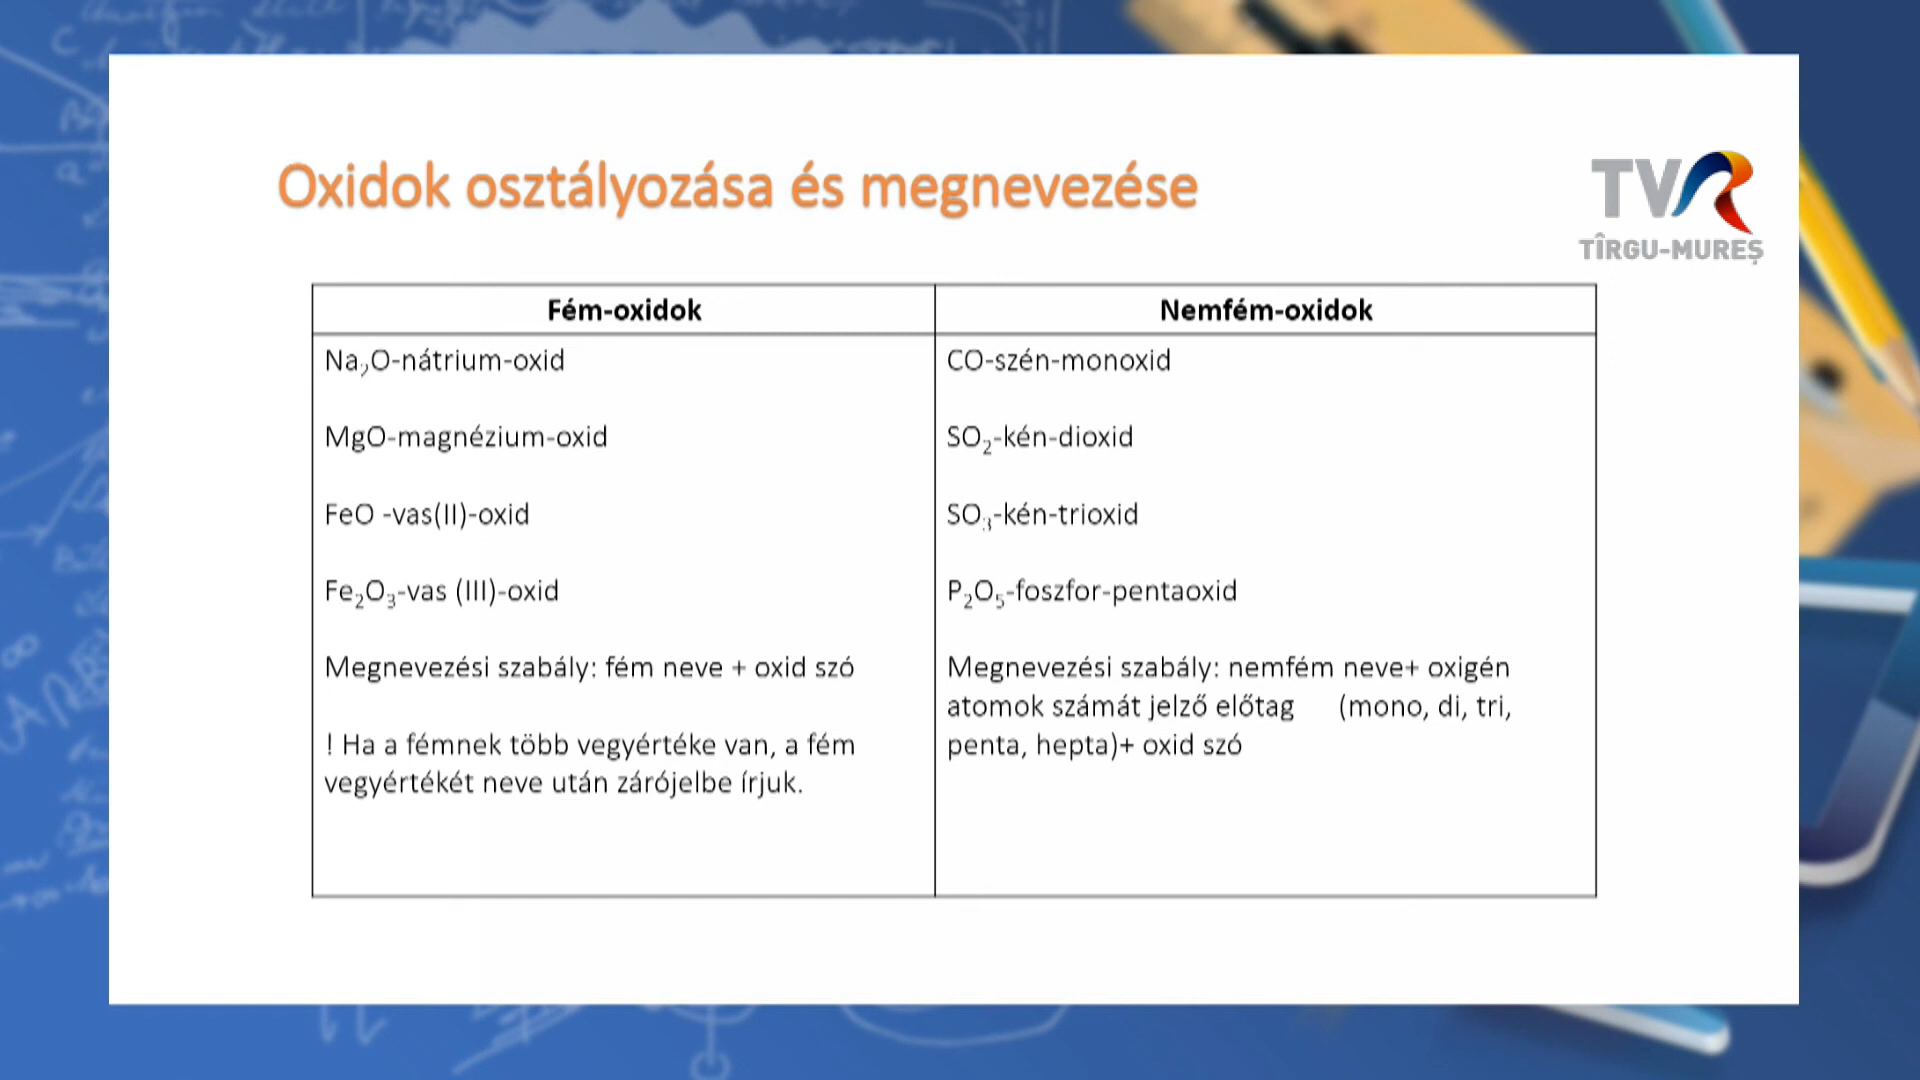 Oxidok osztályozása és megnevezése
TVR
TÎRGU-MUREȘ
Fém-oxidok
Nemfém-oxidok
Na₂O-nátrium-oxid
MgO-magnézium-oxid
FeO -vas(II)-oxid
Fe₂O₃-vas (III)-oxid
Megnevezési szabály: fém neve + oxid szó
! Ha a fémnek több vegyértéke van, a fém
vegyértékét neve után zárójelbe írjuk.
CO-szén-monoxid
SO₂-kén-dioxid
SO₃-kén-trioxid
P₂O₅-foszfor-pentaoxid
Megnevezési szabály: nemfém neve+ oxigén
atomok számát jelző előtag (mono, di, tri,
penta, hepta)+ oxid szó